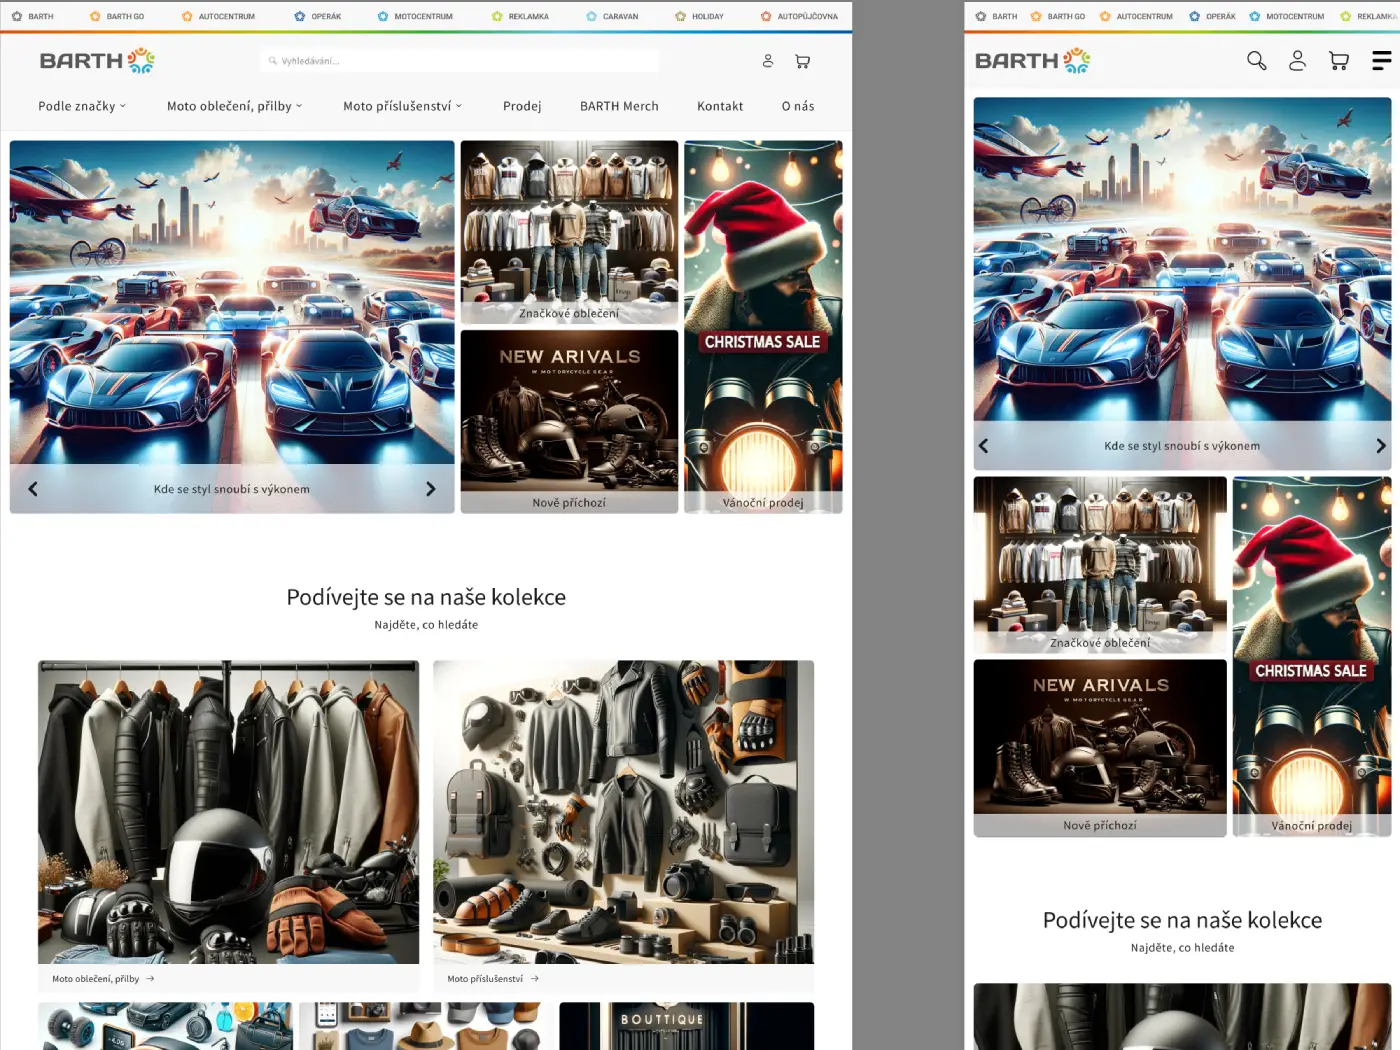 BARTH BARTH GO AUTOCENTRUM OPERÁK MOTOCENTRUM REKLAMKA CARAVAN HOLIDAY AUTOPŮJČOVNA
BARTH
Vyhledávání...
Podle značky Moto oblečení, přilby Moto příslušenství Prodej BARTH Merch Kontakt O nás
Značkové oblečení
NEW ARIVALS
W MOTORCYCLE GEAR
CHRISTMAS SALE
Kde se styl snoubí s výkonem
Nově příchozí
Vánoční prodej
Podívejte se na naše kolekce
Najděte, co hledáte
Moto oblečení, přilby →
Moto příslušenství →
BOUTTIQUE
BARTH BARTH GO AUTOCENTRUM OPERÁK MOTOCENTRUM REKLAMKA
BARTH
Kde se styl snoubí s výkonem
Značkové oblečení
CHRISTMAS SALE
NEW ARIVALS
W MOTORCYCLE GEAR
Nově příchozí
Vánoční prodej
Podívejte se na naše kolekce
Najděte, co hledáte